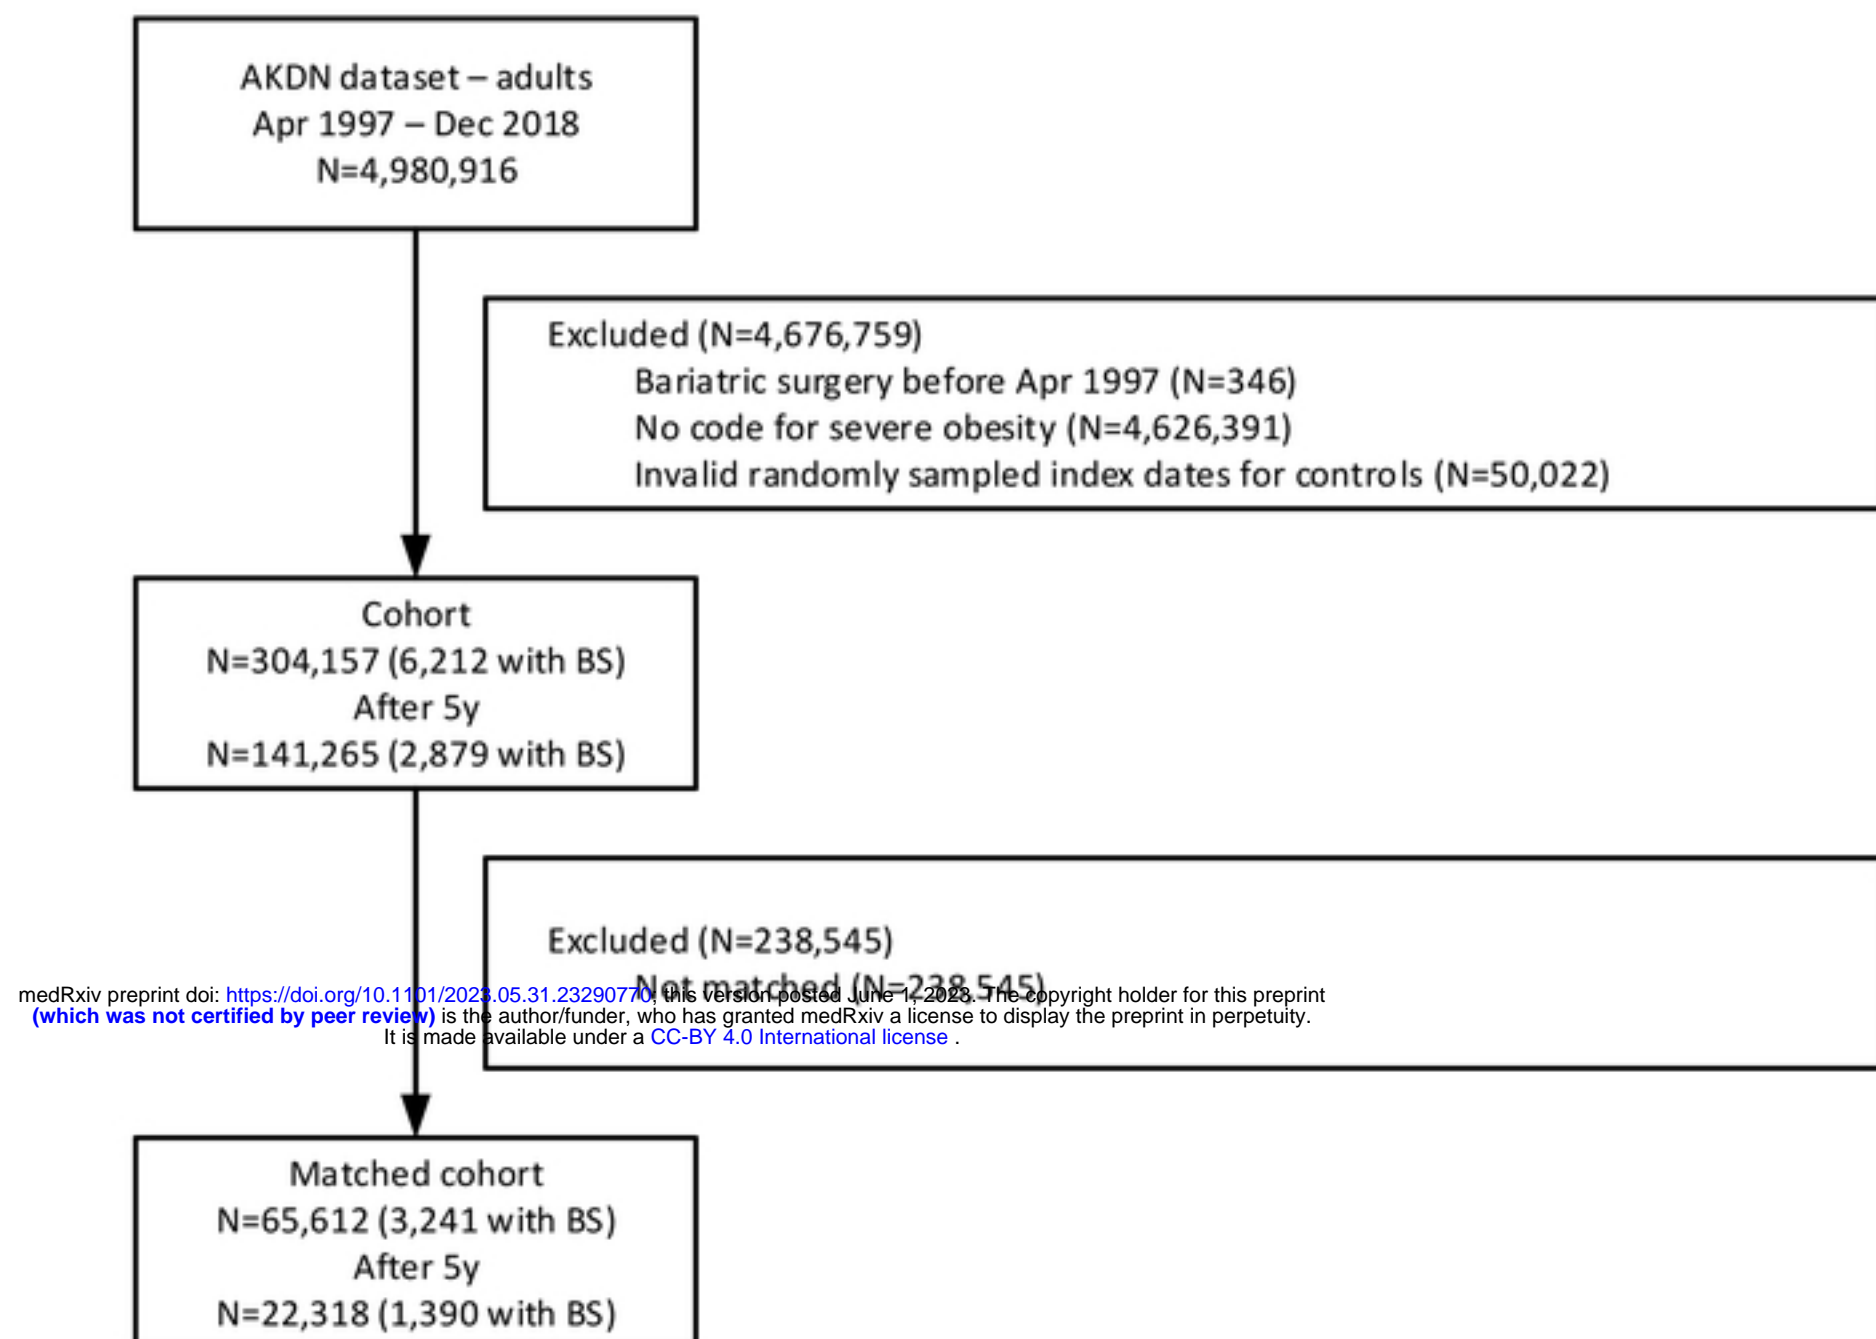 AKDN dataset – adults
Apr 1997 – Dec 2018
N=4,980,916
Excluded (N=4,676,759)
Bariatric surgery before Apr 1997 (N=346)
No code for severe obesity (N=4,626,391)
Invalid randomly sampled index dates for controls (N=50,022)
Cohort
N=304,157 (6,212 with BS)
After 5y
N=141,265 (2,879 with BS)
Excluded (N=238,545)
Not matched (N=238,545)
medRxiv preprint doi: https://doi.org/10.1101/2023.05.31.23290770; this version posted June 1, 2023. The copyright holder for this preprint
(which was not certified by peer review) is the author/funder, who has granted medRxiv a license to display the preprint in perpetuity.
It is made available under a CC-BY 4.0 International license .
Matched cohort
N=65,612 (3,241 with BS)
After 5y
N=22,318 (1,390 with BS)